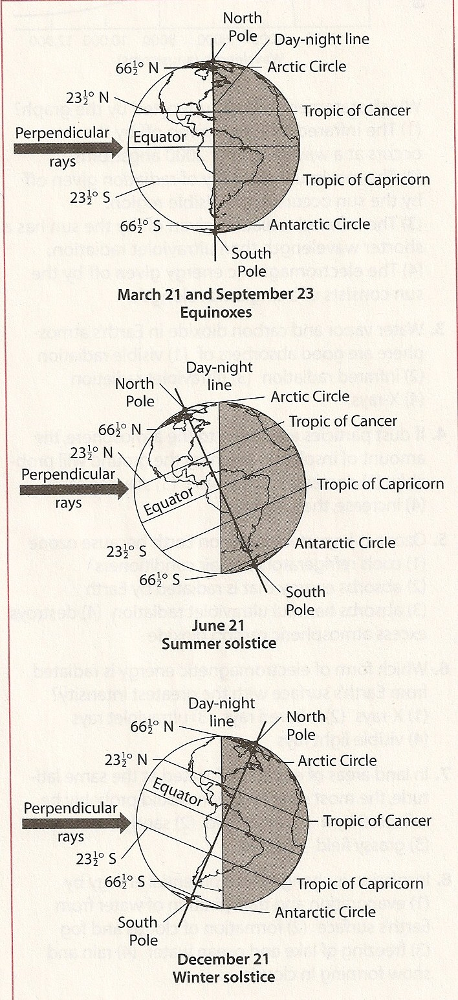 North
Pole
Day-night line
66½° N
Arctic Circle
23½° N
Tropic of Cancer
Perpendicular
rays
Equator
Tropic of Capricorn
23½° S
66½° S
Antarctic Circle
South
Pole
March 21 and September 23
Equinoxes
Day-night
line
North
Pole
Arctic Circle
66½° N
Tropic of Cancer
23½° N
Perpendicular
rays
Equator
Tropic of Capricorn
23½° S
Antarctic Circle
66½° S
South
Pole
June 21
Summer solstice
Day-night
line
66½° N
North
Pole
23½° N
Arctic Circle
Equator
Perpendicular
rays
Tropic of Cancer
23½° S
66½° S
Tropic of Capricorn
South
Pole
Antarctic Circle
December 21
Winter solstice